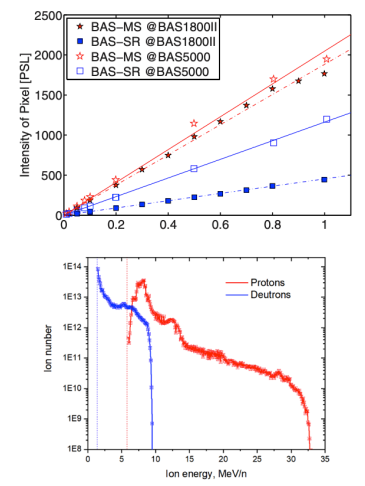 2500
2000
1500
1000
500
0
Intensity of Pixel [PSL]
BAS−MS @BAS1800II
BAS−SR @BAS1800II
BAS−MS @BAS5000
BAS−SR @BAS5000
0 0.2 0.4 0.6 0.8 1
1E14
1E13
1E12
1E11
1E10
1E9
1E8
Ion number
Protons
Deutrons
0 5 10 15 20 25 30 35
Ion energy, MeV/n